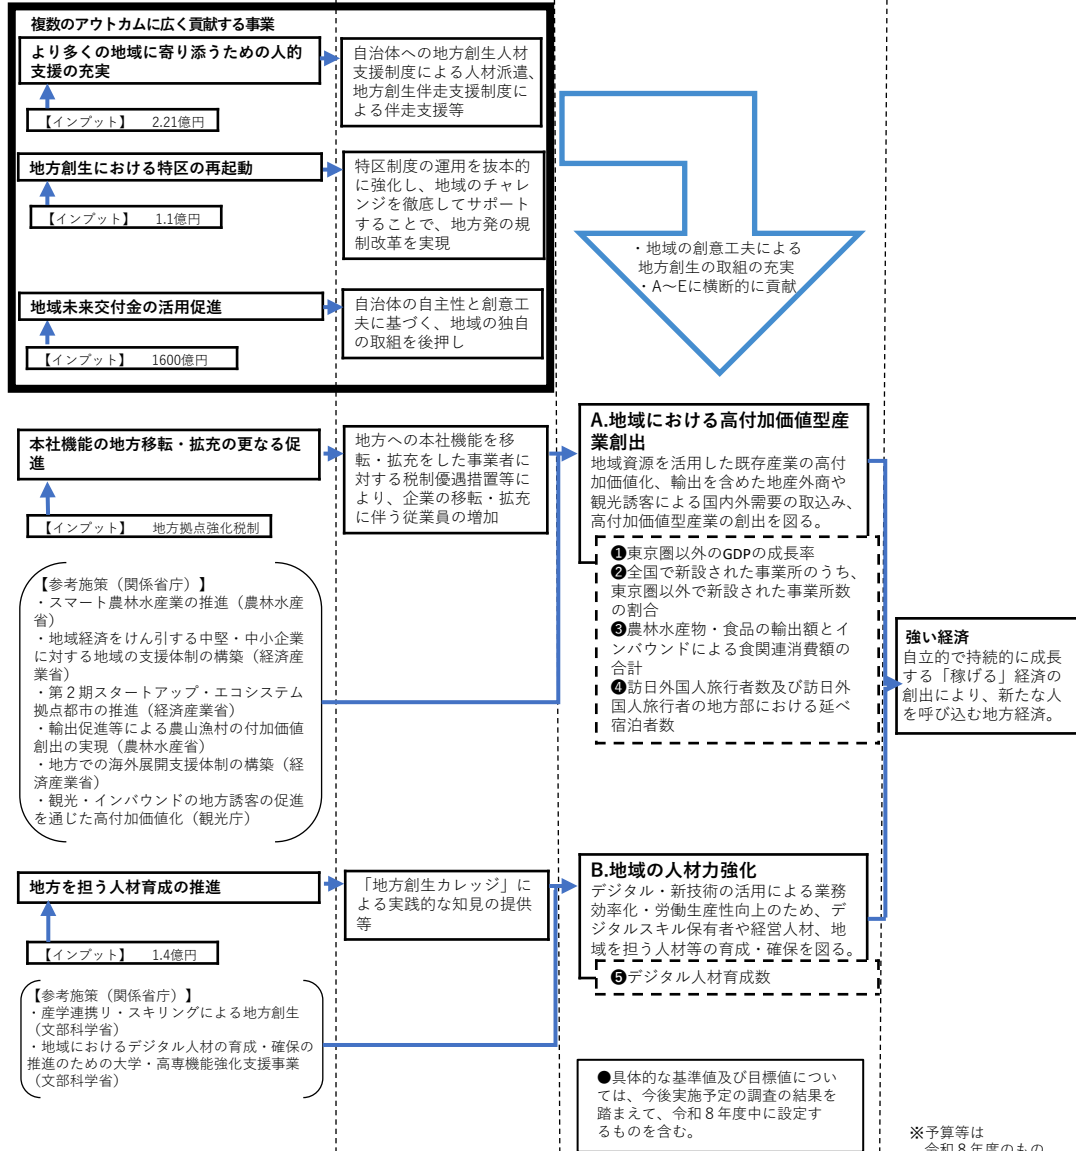 複数のアウトカムに広く貢献する事業
より多くの地域に寄り添うための人的
支援の充実
【インプット】 2.21億円
自治体への地方創生人材
支援制度による人材派遣、
地方創生伴走支援制度に
よる伴走支援等
地方創生における特区の再起動
【インプット】 1.1億円
特区制度の運用を抜本的
に強化し、地域のチャレ
ンジを徹底してサポート
することで、地方発の規
制改革を実現
地域未来交付金の活用促進
【インプット】 1600億円
自治体の自主性と創意工
夫に基づく、地域の独自
の取組を後押し
・地域の創意工夫による
地方創生の取組の充実
・A～Eに横断的に貢献
本社機能の地方移転・拡充の更なる促
進
【インプット】 地方拠点強化税制
地方への本社機能を移
転・拡充をした事業者に
対する税制優遇措置等に
より、企業の移転・拡充
に伴う従業員の増加
【参考施策（関係省庁）】
・スマート農林水産業の推進（農林水産
省）
・地域経済をけん引する中堅・中小企業
に対する地域の支援体制の構築（経済産
業省）
・第２期スタートアップ・エコシステム
拠点都市の推進（経済産業省）
・輸出促進等による農山漁村の付加価値
創出の実現（農林水産省）
・地方での海外展開支援体制の構築（経
済産業省）
・観光・インバウンドの地方誘客の促進
を通じた高付加価値化（観光庁）
A.地域における高付加価値型産
業創出
地域資源を活用した既存産業の高付
加価値化、輸出を含めた地産外商や
観光誘客による国内外需要の取込み、
高付加価値型産業の創出を図る。
❶東京圏以外のGDPの成長率
❷全国で新設された事業所のうち、
東京圏以外で新設された事業所数
の割合
❸農林水産物・食品の輸出額とイ
ンバウンドによる食関連消費額の
合計
❹訪日外国人旅行者数及び訪日外
国人旅行者の地方部における延べ
宿泊者数
強い経済
自立的で持続的に成長
する「稼げる」経済の
創出により、新たな人
を呼び込む地方経済。
地方を担う人材育成の推進
【インプット】 1.4億円
「地方創生カレッジ」に
よる実践的な知見の提供
等
【参考施策（関係省庁）】
・産学連携リ・スキリングによる地方創生
（文部科学省）
・地域におけるデジタル人材の育成・確保の
推進のための大学・高専機能強化支援事業
（文部科学省）
B.地域の人材力強化
デジタル・新技術の活用による業務
効率化・労働生産性向上のため、デ
ジタルスキル保有者や経営人材、地
域を担う人材等の育成・確保を図る。
❺デジタル人材育成数
●具体的な基準値及び目標値につい
ては、今後実施予定の調査の結果を
踏まえて、令和８年度中に設定す
るものを含む。
※予算等は
令和８年度のもの